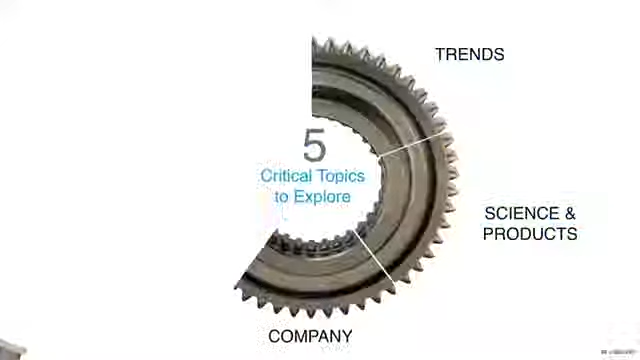 TRENDS
5
Critical Topics
to Explore
SCIENCE &
PRODUCTS
COMPANY